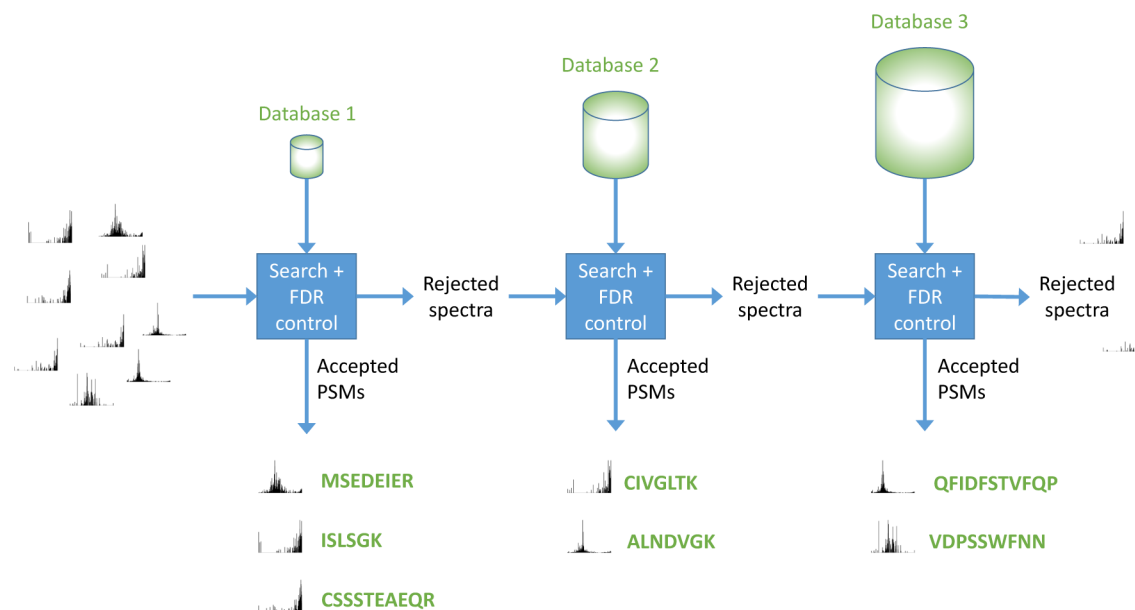 Database 3
Database 2
Database 1
Search +
FDR
control
Rejected
spectra
Search +
FDR
control
Rejected
spectra
Search +
FDR
control
Rejected
spectra
Accepted
PSMs
Accepted
PSMs
Accepted
PSMs
MSEDEIER
CIVGLTK
QFIDFSTVFQP
ISLSGK
ALNDVGK
VDPSSWFNN
CSSSTEAEQR